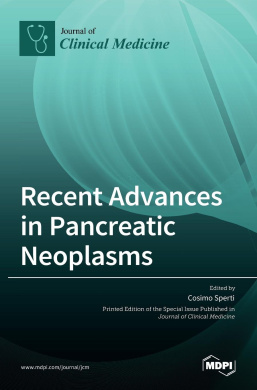 Journal of
Clinical Medicine
Recent Advances
in Pancreatic
Neoplasms
Edited by
Cosimo Sperti
Printed Edition of the Special Issue Published in
Journal of Clinical Medicine
www.mdpi.com/journal/jcm
MDPI